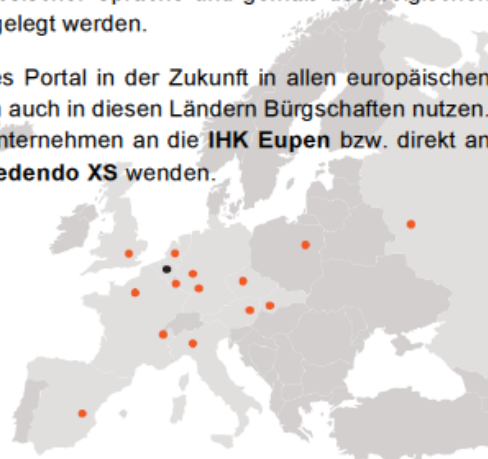 gelegt werden.
es Portal in der Zukunft in allen europäischen
auch in diesen Ländern Bürgschaften nutzen.
nternehmen an die IHK Eupen bzw. direkt an
edendo XS wenden.